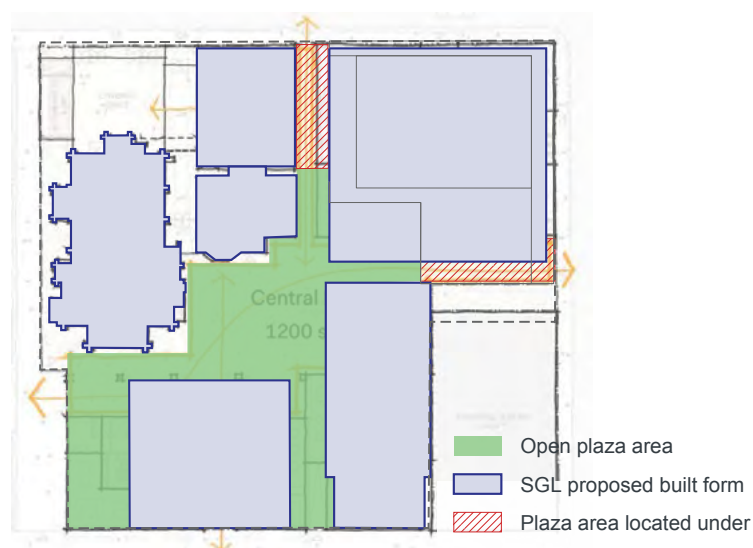 Central
1200 s
Open plaza area
SGL proposed built form
Plaza area located under